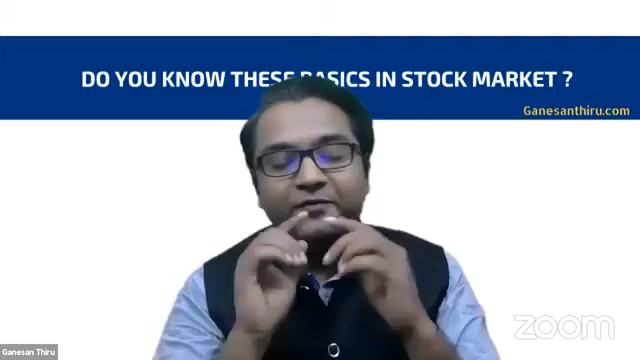 DO YOU KNOW THESE BASICS IN STOCK MARKET ?
Ganesanthiru.com
zoom
Ganesan Thiru